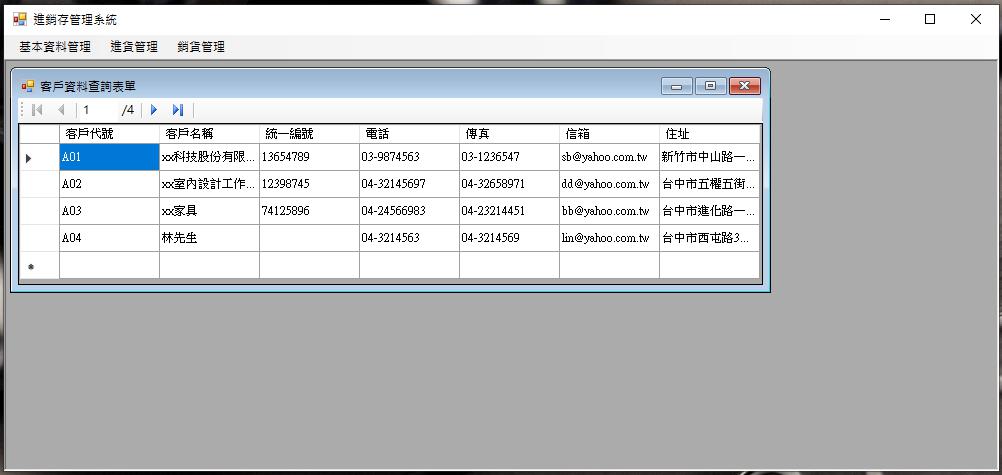 進銷存管理系統
基本資料管理 進貨管理 銷貨管理
客戶資料查詢表單
1 /4
客戶代號 客戶名稱 統一編號 電話 傳真 信箱 住址
A01 xx科技股份有限... 13654789 03-9874563 03-1236547 sb@yahoo.com.tw 新竹市中山路一...
A02 xx室內設計工作... 12398745 04-32145697 04-32658971 dd@yahoo.com.tw 台中市五權五街...
A03 xx家具 74125896 04-24566983 04-23214451 bb@yahoo.com.tw 台中市進化路一...
A04 林先生 04-3214563 04-3214569 lin@yahoo.com.tw 台中市西屯路3...